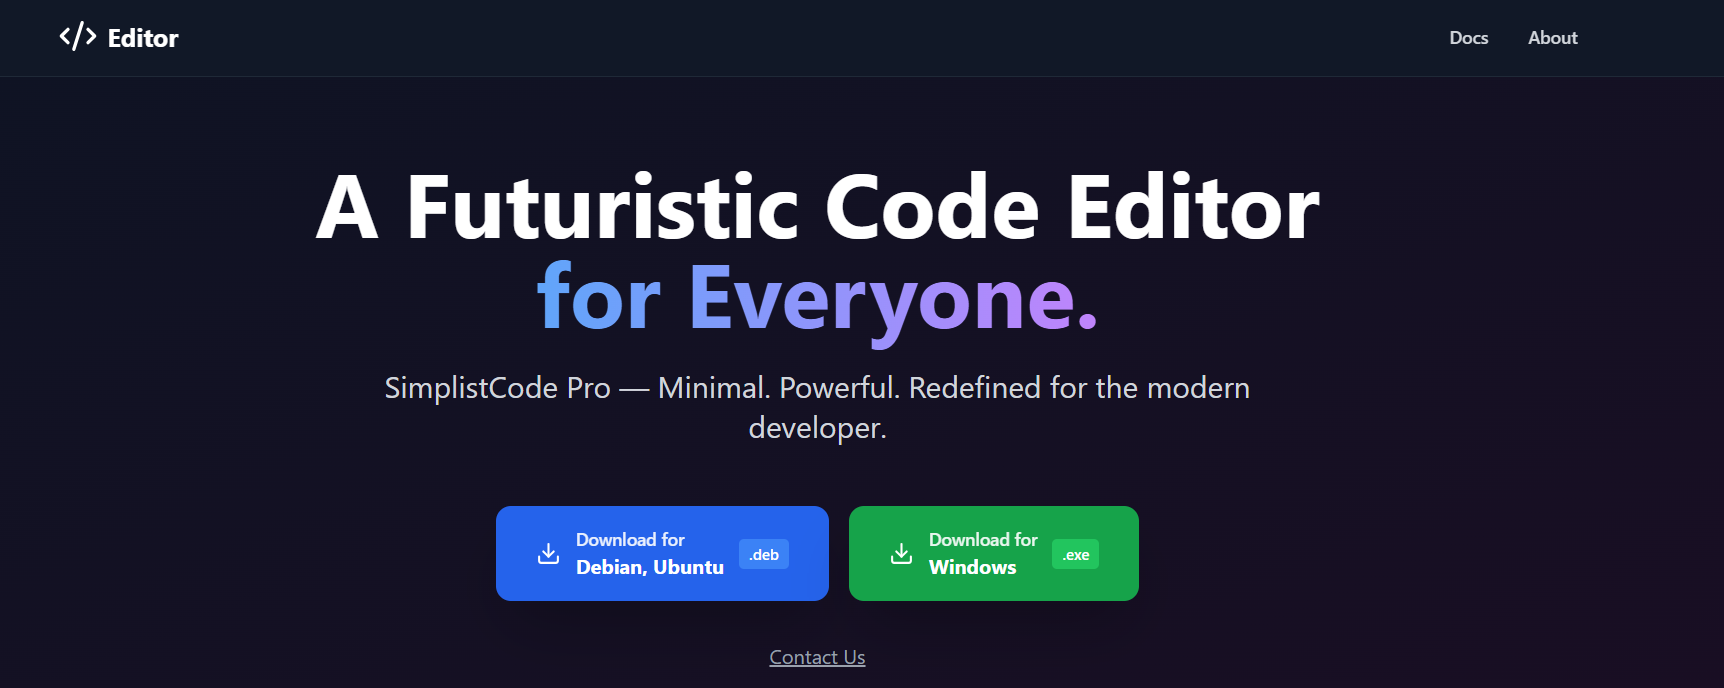 </> Editor
Docs
About
A Futuristic Code Editor
for Everyone.
SimplistCode Pro — Minimal. Powerful. Redefined for the modern
developer.
Download for
Debian, Ubuntu
.deb
Download for
Windows
.exe
Contact Us